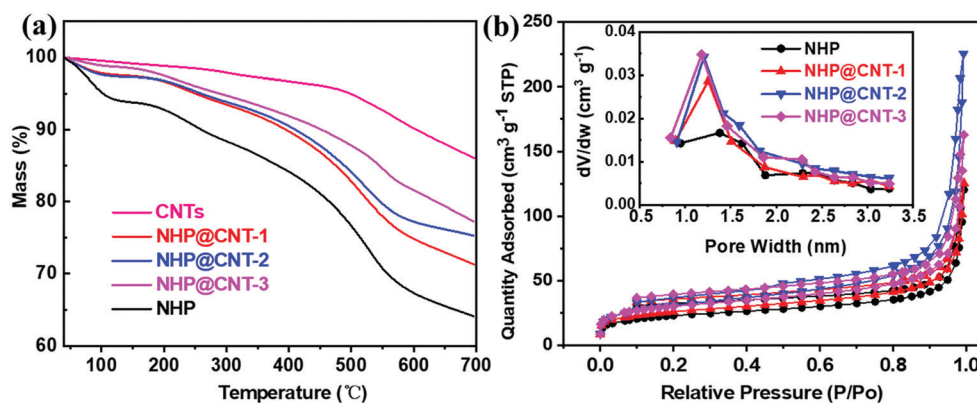 (a)
100
90
80
70
60
Mass (%)
CNTs
NHP@CNT-1
NHP@CNT-2
NHP@CNT-3
NHP
100 200 300 400 500 600 700
Temperature (℃)
(b)
250
200
150
100
50
0
Quantity Adsorbed (cm³ g⁻¹ STP)
0.04
0.03
0.02
0.01
0.00
dV/dw (cm³ g⁻¹)
NHP
NHP@CNT-1
NHP@CNT-2
NHP@CNT-3
0.5 1.0 1.5 2.0 2.5 3.0 3.5
Pore Width (nm)
0.0 0.2 0.4 0.6 0.8 1.0
Relative Pressure (P/Po)